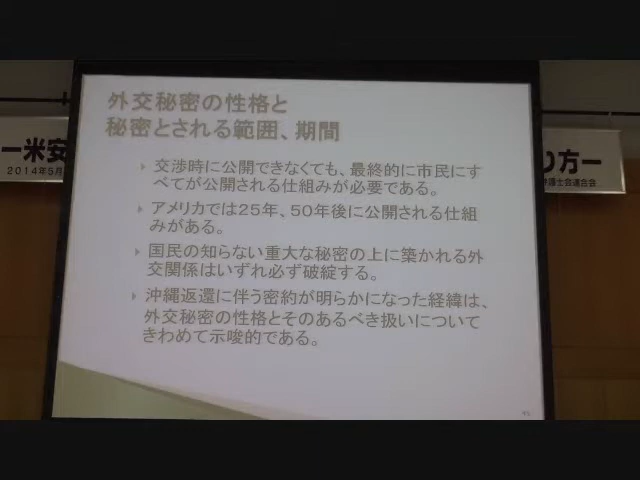 外交秘密の性格と
秘密とされる範囲、期間
交渉時に公開できなくても、最終的に市民にす
べてが公開される仕組みが必要である。
アメリカでは25年、50年後に公開される仕組
みがある。
国民の知らない重大な秘密の上に築かれる外
交関係はいずれ必ず破綻する。
沖縄返還に伴う密約が明らかになった経緯は、
外交秘密の性格とそのあるべき扱いについて
きわめて示唆的である。
ー米安
2014年5月
り方ー
護士会連合会